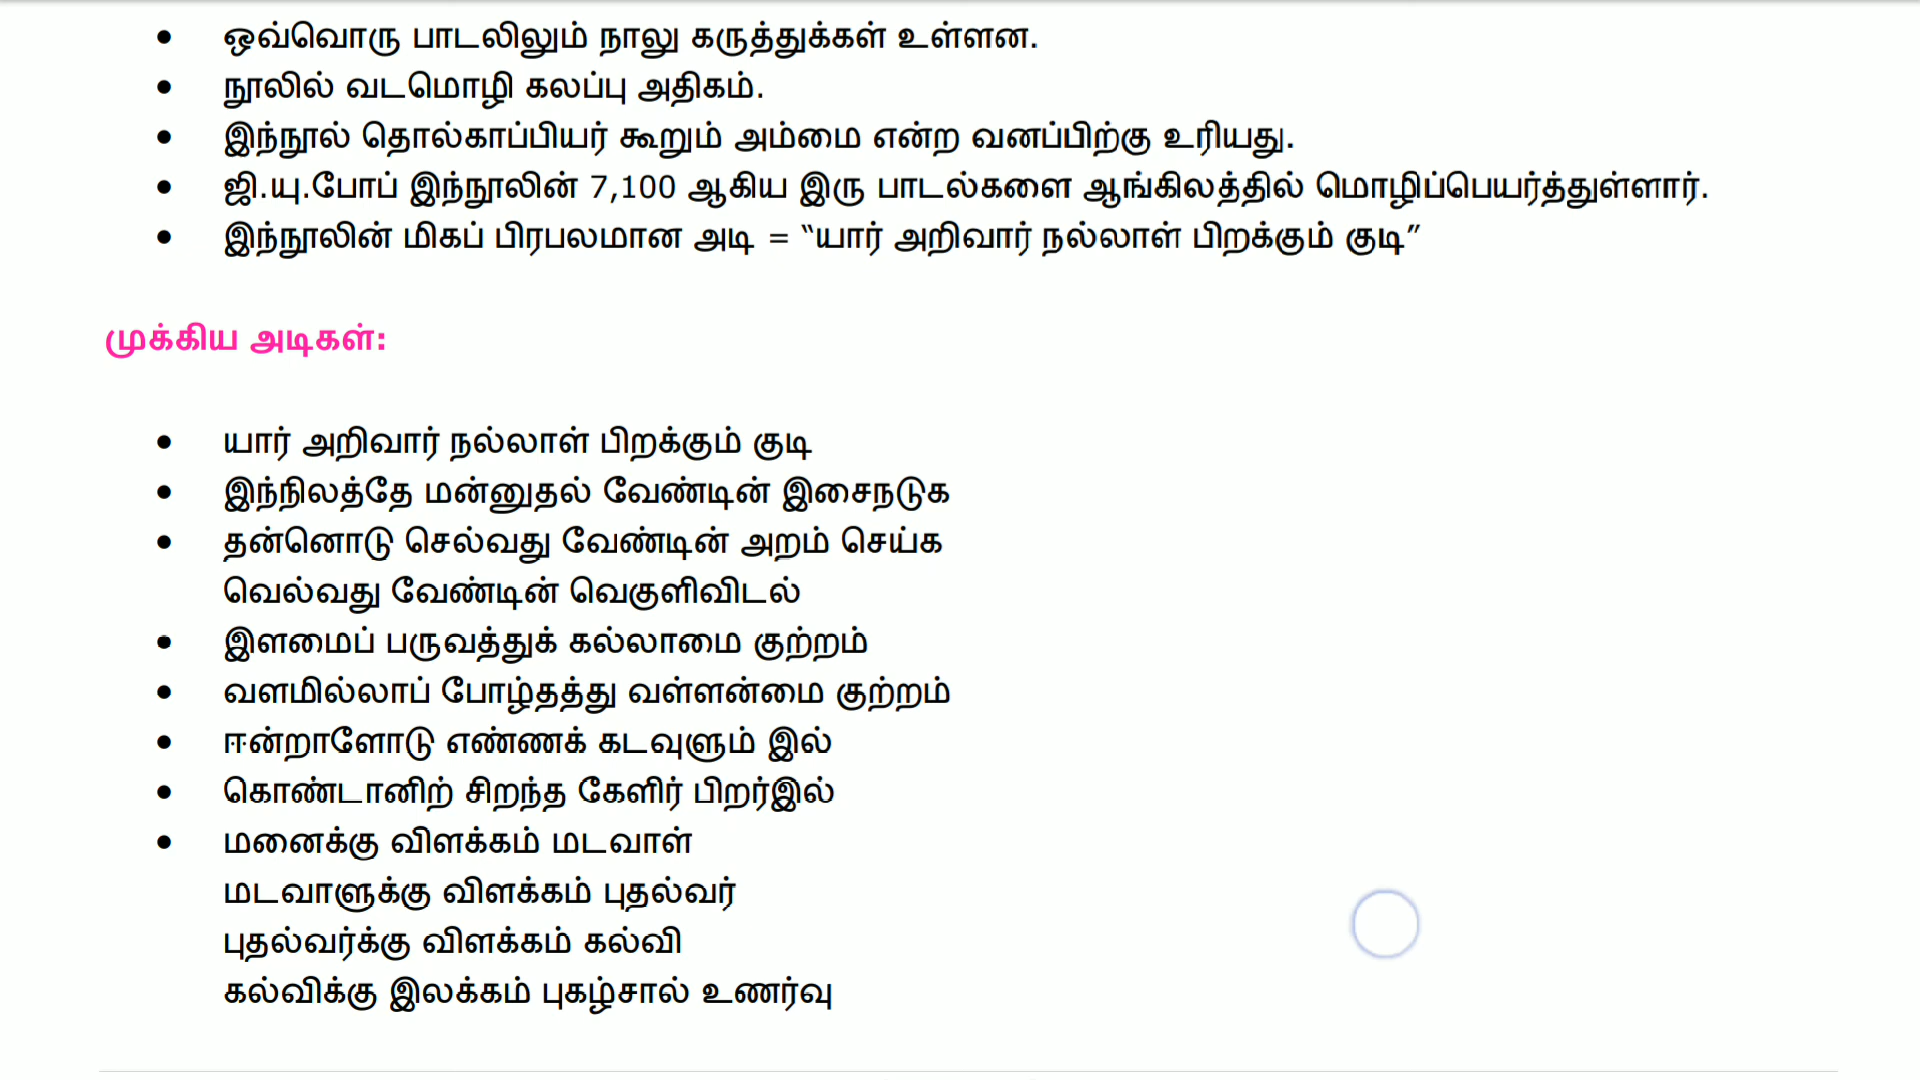 • ஒவ்வொரு பாடலிலும் நாலு கருத்துக்கள் உள்ளன.
• நூலில் வடமொழி கலப்பு அதிகம்.
• இந்நூல் தொல்காப்பியர் கூறும் அம்மை என்ற வனப்பிற்கு உரியது.
• ஜி.யு.போப் இந்நூலின் 7,100 ஆகிய இரு பாடல்களை ஆங்கிலத்தில் மொழிப்பெயர்த்துள்ளார்.
• இந்நூலின் மிகப் பிரபலமான அடி = “யார் அறிவார் நல்லாள் பிறக்கும் குடி”
முக்கிய அடிகள்:
• யார் அறிவார் நல்லாள் பிறக்கும் குடி
• இந்நிலத்தே மன்னுதல் வேண்டின் இசைநடுக
• தன்னொடு செல்வது வேண்டின் அறம் செய்க
வெல்வது வேண்டின் வெகுளிவிடல்
• இளமைப் பருவத்துக் கல்லாமை குற்றம்
• வளமில்லாப் போழ்தத்து வள்ளன்மை குற்றம்
• ஈன்றாளோடு எண்ணக் கடவுளும் இல்
• கொண்டானிற் சிறந்த கேளிர் பிறர்இல்
• மனைக்கு விளக்கம் மடவாள்
மடவாளுக்கு விளக்கம் புதல்வர்
புதல்வர்க்கு விளக்கம் கல்வி
கல்விக்கு இலக்கம் புகழ்சால் உணர்வு